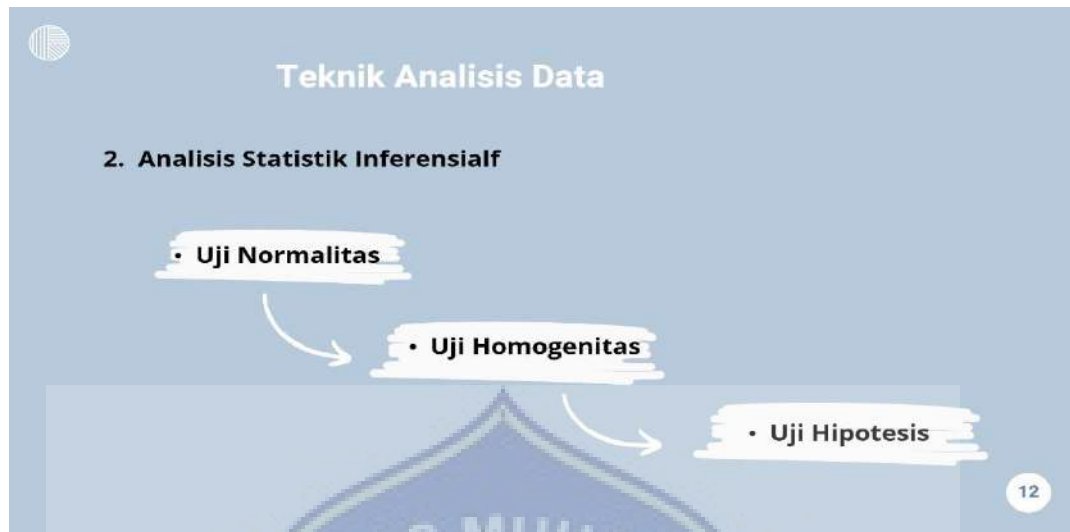 Teknik Analisis Data
2. Analisis Statistik Inferensialf
• Uji Normalitas
• Uji Homogenitas
• Uji Hipotesis
12